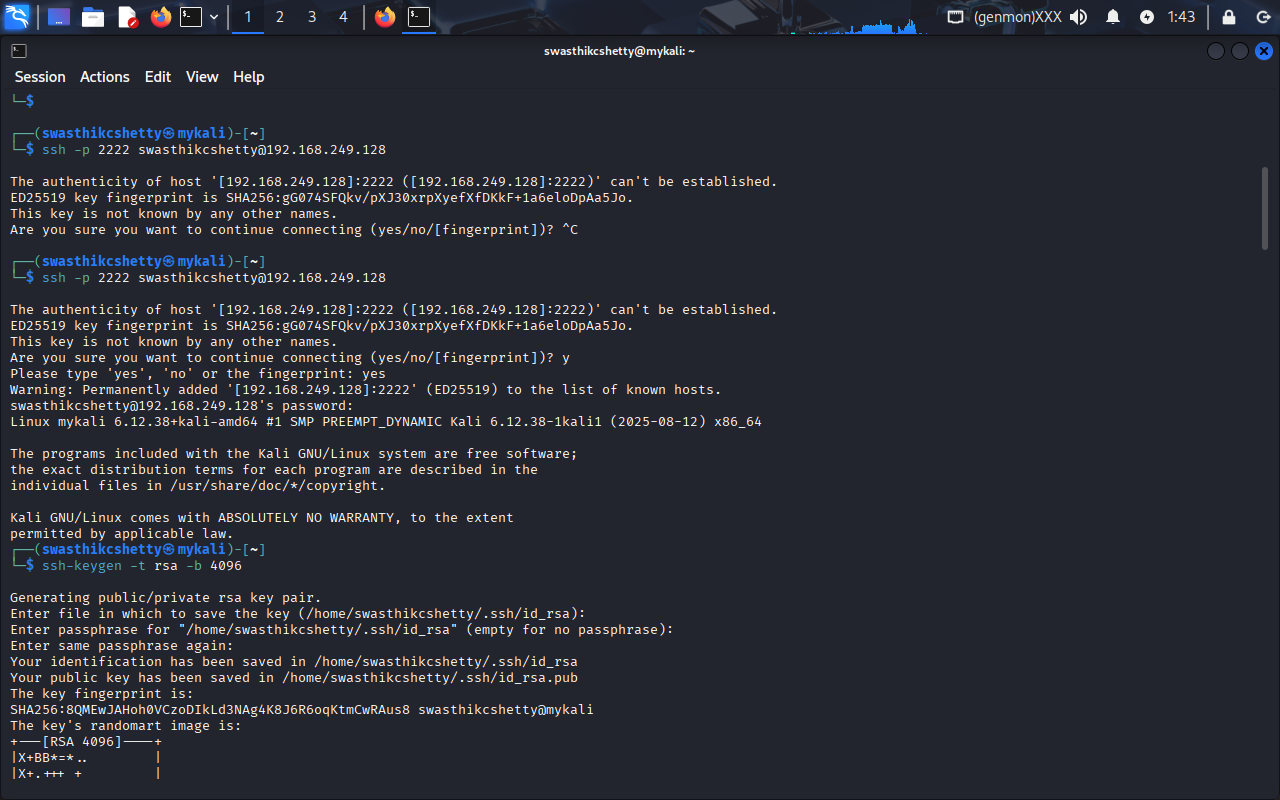 1 2 3 4 (genmon)XXX 1:43
swasthikcshetty@mykali: ~
Session Actions Edit View Help
└─$
┌──(swasthikcshetty㉿mykali)-[~]
└─$ ssh -p 2222 swasthikcshetty@192.168.249.128
The authenticity of host '[192.168.249.128]:2222 ([192.168.249.128]:2222)' can't be established.
ED25519 key fingerprint is SHA256:gG074SFQkv/pXJ30xrpXyefXfDKkF+1a6eloDpAa5Jo.
This key is not known by any other names.
Are you sure you want to continue connecting (yes/no/[fingerprint])? ^C
┌──(swasthikcshetty㉿mykali)-[~]
└─$ ssh -p 2222 swasthikcshetty@192.168.249.128
The authenticity of host '[192.168.249.128]:2222 ([192.168.249.128]:2222)' can't be established.
ED25519 key fingerprint is SHA256:gG074SFQkv/pXJ30xrpXyefXfDKkF+1a6eloDpAa5Jo.
This key is not known by any other names.
Are you sure you want to continue connecting (yes/no/[fingerprint])? y
Please type 'yes', 'no' or the fingerprint: yes
Warning: Permanently added '[192.168.249.128]:2222' (ED25519) to the list of known hosts.
swasthikcshetty@192.168.249.128's password:
Linux mykali 6.12.38+kali-amd64 #1 SMP PREEMPT_DYNAMIC Kali 6.12.38-1kali1 (2025-08-12) x86_64
The programs included with the Kali GNU/Linux system are free software;
the exact distribution terms for each program are described in the
individual files in /usr/share/doc/*/copyright.
Kali GNU/Linux comes with ABSOLUTELY NO WARRANTY, to the extent
permitted by applicable law.
┌──(swasthikcshetty㉿mykali)-[~]
└─$ ssh-keygen -t rsa -b 4096
Generating public/private rsa key pair.
Enter file in which to save the key (/home/swasthikcshetty/.ssh/id_rsa):
Enter passphrase for "/home/swasthikcshetty/.ssh/id_rsa" (empty for no passphrase):
Enter same passphrase again:
Your identification has been saved in /home/swasthikcshetty/.ssh/id_rsa
Your public key has been saved in /home/swasthikcshetty/.ssh/id_rsa.pub
The key fingerprint is:
SHA256:8QMEwJAHoh0VCzoDIkLd3NAg4K8J6R6oqKtmCwRAus8 swasthikcshetty@mykali
The key's randomart image is:
+---[RSA 4096]----+
|X+BB*=*..        |
|X+.+++ +         |